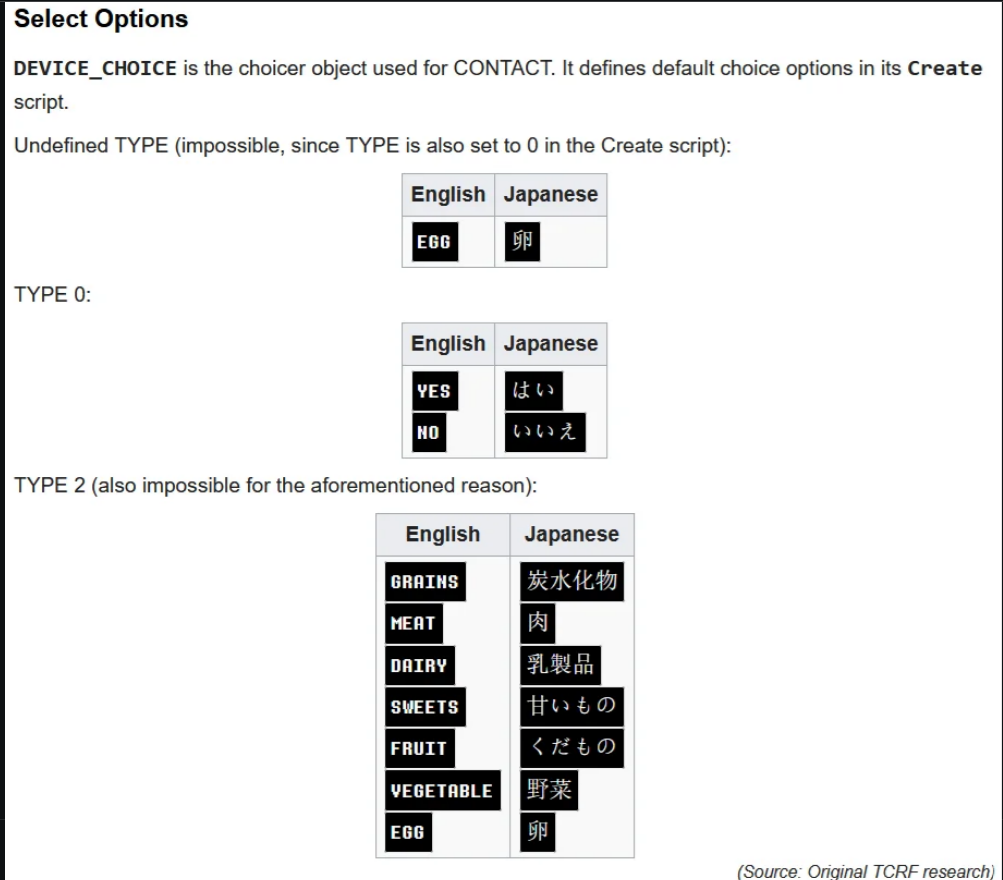 Select Options
DEVICE_CHOICE is the choicer object used for CONTACT. It defines default choice options in its Create
script.
Undefined TYPE (impossible, since TYPE is also set to 0 in the Create script):
English Japanese
EGG 卵
TYPE 0:
English Japanese
YES はい
NO いいえ
TYPE 2 (also impossible for the aforementioned reason):
English Japanese
GRAINS 炭水化物
MEAT 肉
DAIRY 乳製品
SWEETS 甘いもの
FRUIT くだもの
VEGETABLE 野菜
EGG 卵
(Source: Original TCRF research)